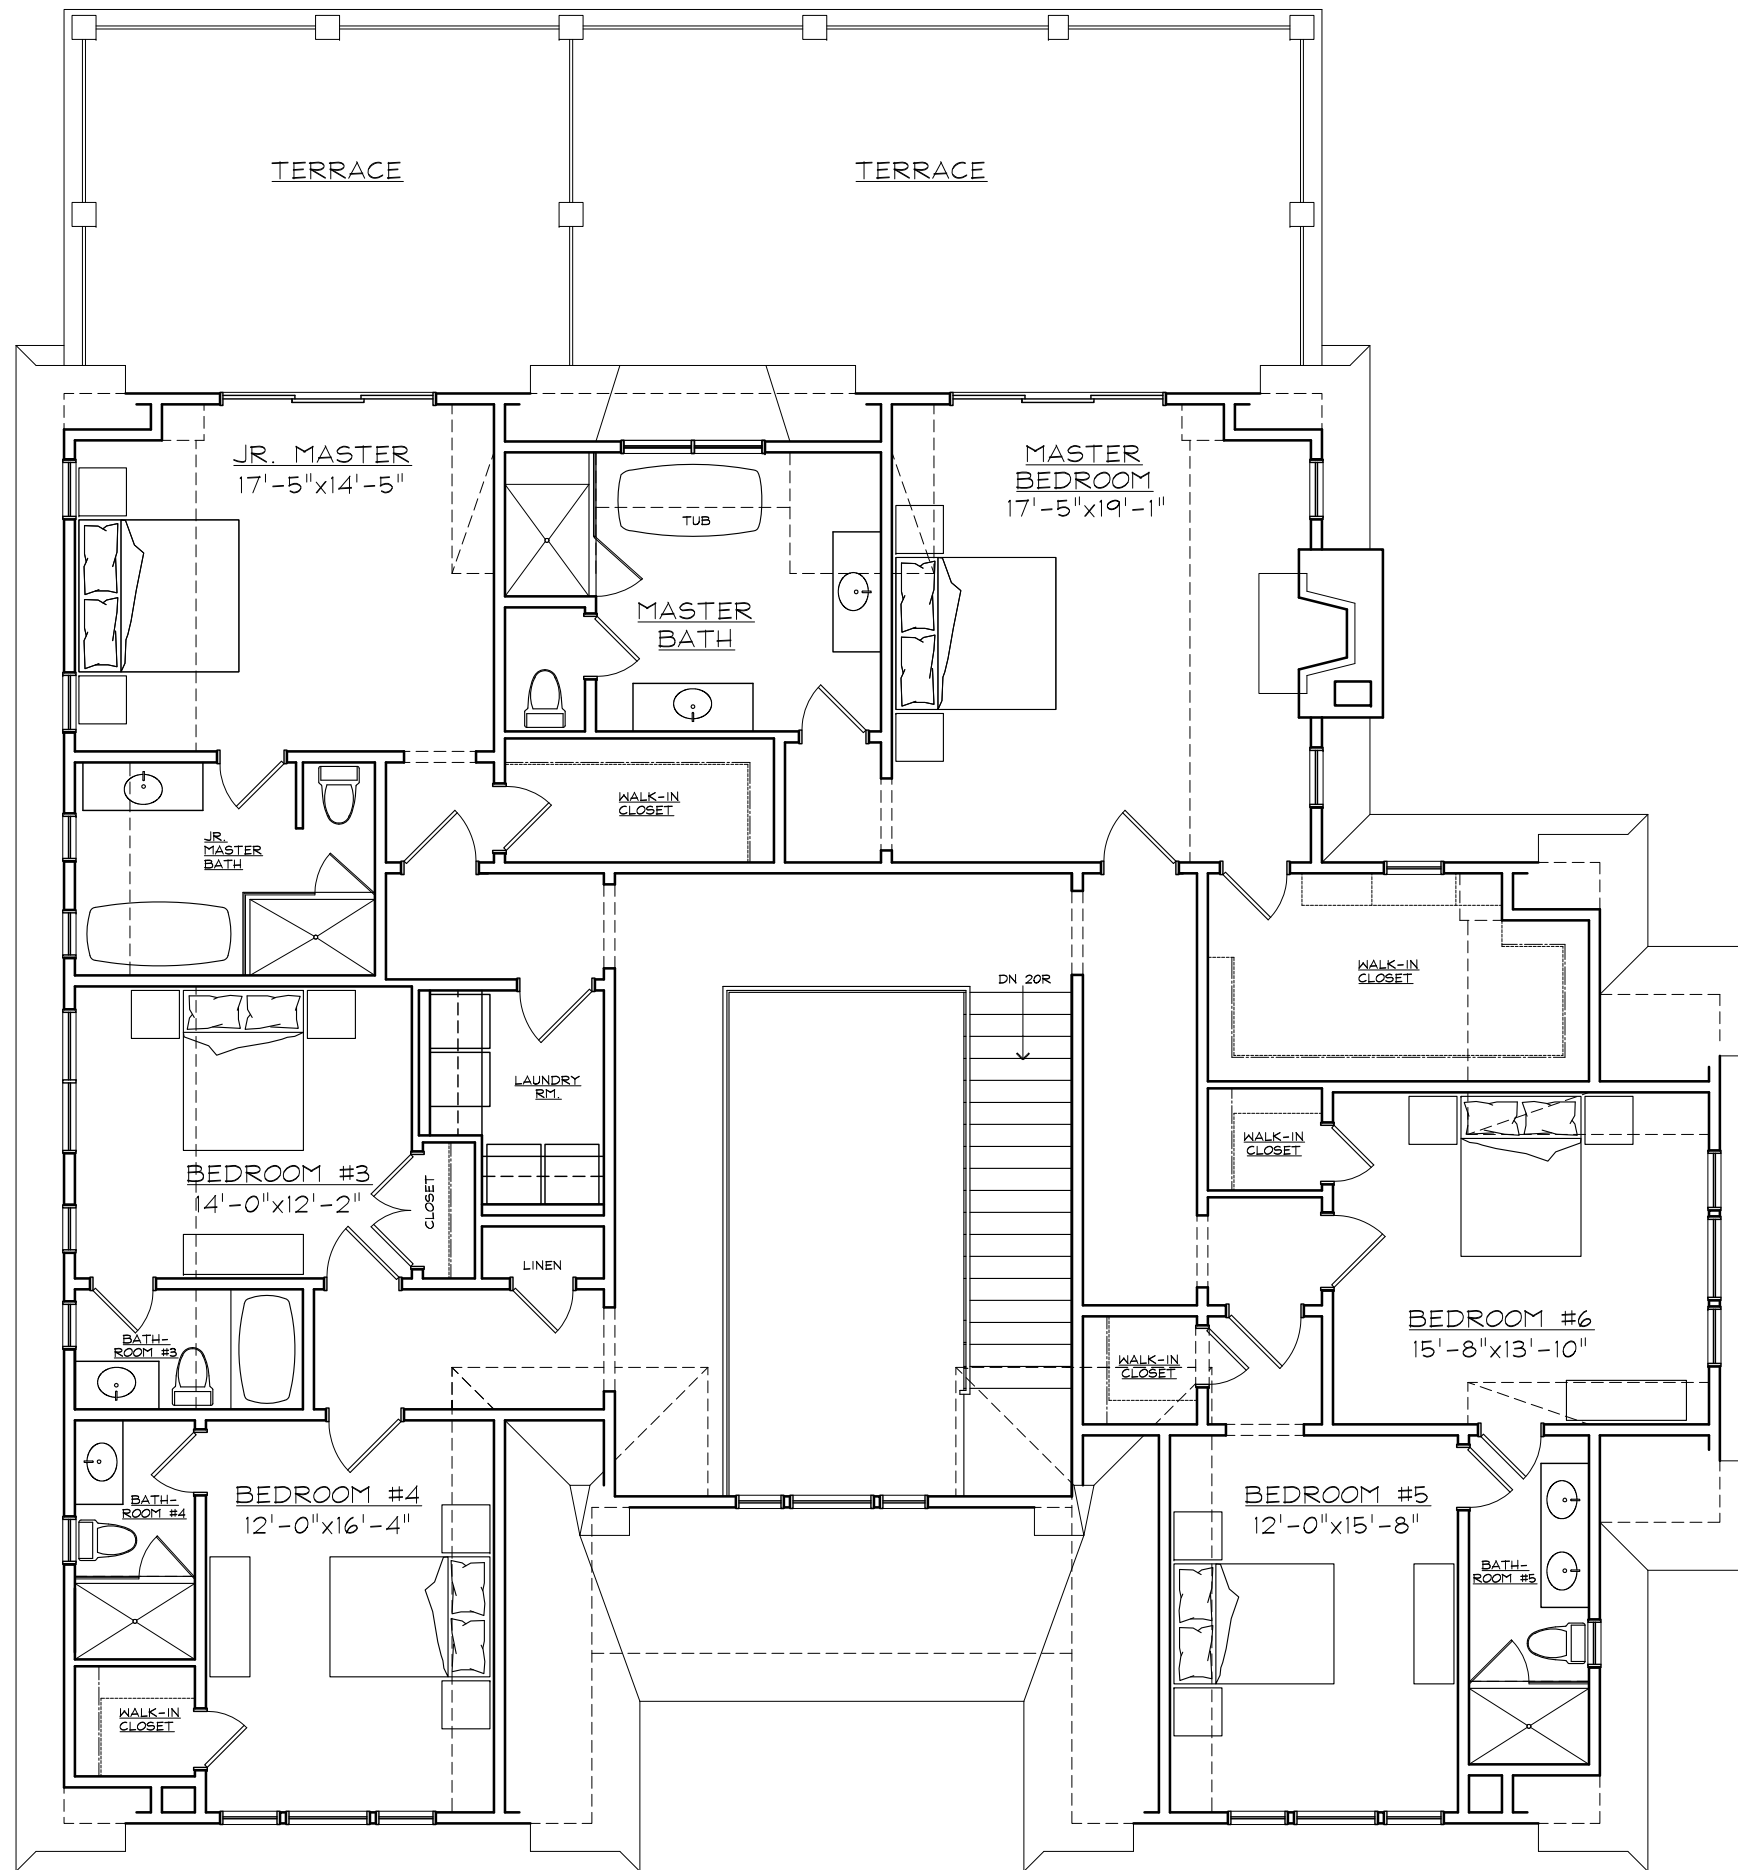 TERRACE
TERRACE
JR. MASTER
17'-5"x14'-5"
MASTER
BEDROOM
17'-5"x19'-1"
TUB
MASTER
BATH
WALK-IN
CLOSET
JR.
MASTER
BATH
WALK-IN
CLOSET
DN 20R
LAUNDRY
RM.
WALK-IN
CLOSET
BEDROOM #3
14'-0"x12'-2"
CLOSET
LINEN
BEDROOM #6
15'-8"x13'-10"
BATH-
ROOM #3
WALK-IN
CLOSET
BEDROOM #4
12'-0"x16'-4"
BATH-
ROOM #4
BEDROOM #5
12'-0"x15'-8"
BATH-
ROOM #5
WALK-IN
CLOSET